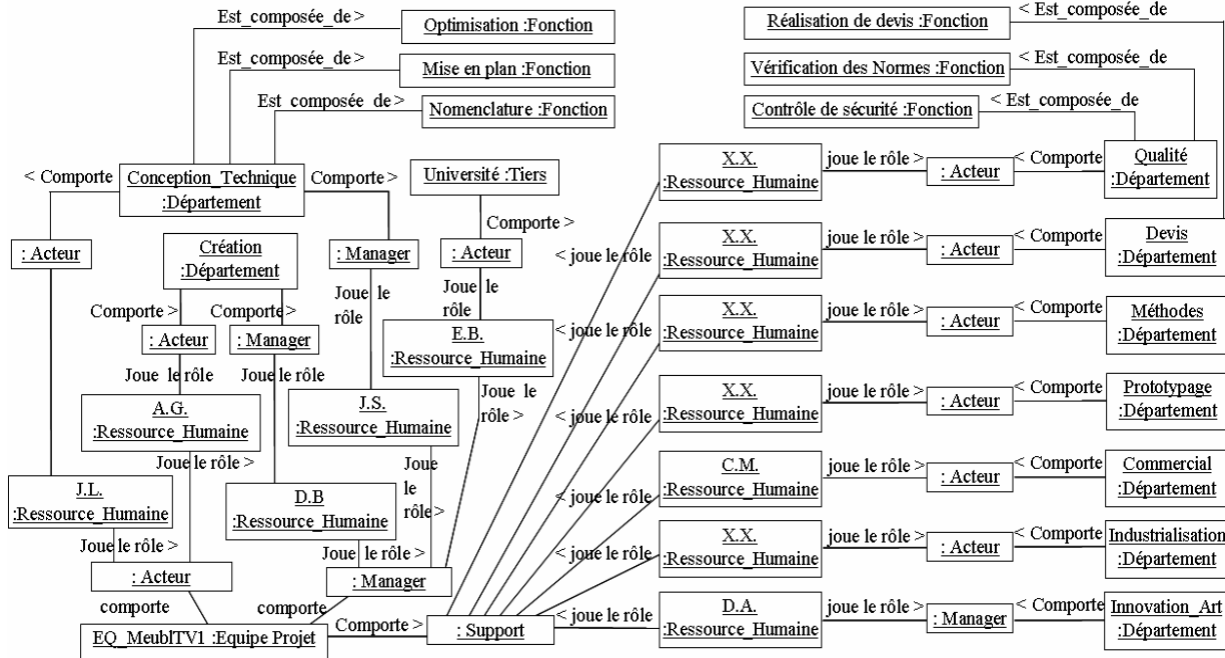 Est_composée_de >
Optimisation :Fonction
Est_composée_de>
Mise en plan :Fonction
Est_composée_de >
Nomenclature :Fonction
Réalisation de devis :Fonction
< Est_composée_de
Vérification des Normes :Fonction
< Est_composée_de
Contrôle de sécurité :Fonction
< Est_composée_de
< Comporte
Conception_Technique
:Département
Comporte>
Université :Tiers
Comporte >
: Acteur
Création
:Département
: Manager
: Acteur
Joue le
rôle
Joue le
rôle
Comporte>
Comporte>
: Acteur
: Manager
E.B.
:Ressource_Humaine
Joue le rôle
Joue le rôle
A.G.
:Ressource_Humaine
J.S.
:Ressource_Humaine
Joue le
rôle>
Joue le rôle >
Joue
le
rôle>
J.L.
:Ressource_Humaine
D.B
:Ressource_Humaine
Joue le rôle >
Joue le rôle>
: Acteur
: Manager
comporte
comporte
EQ_MeublTV1 :Equipe Projet
Comporte >
: Support
X.X.
:Ressource_Humaine
joue le rôle>
: Acteur
< Comporte
Qualité
:Département
< joue le rôle
X.X.
:Ressource_Humaine
joue le rôle>
: Acteur
< Comporte
Devis
:Département
< joue le rôle
X.X.
:Ressource_Humaine
joue le rôle>
: Acteur
< Comporte
Méthodes
:Département
< joue le rôle
X.X.
:Ressource_Humaine
joue le rôle>
: Acteur
< Comporte
Prototypage
:Département
< joue le rôle
C.M.
:Ressource_Humaine
joue le rôle>
: Acteur
< Comporte
Commercial
:Département
< joue le rôle
X.X.
:Ressource_Humaine
joue le rôle>
: Acteur
< Comporte
Industrialisation
:Département
< joue le rôle
D.A.
:Ressource_Humaine
joue le rôle>
: Manager
< Comporte
Innovation_Art
:Département